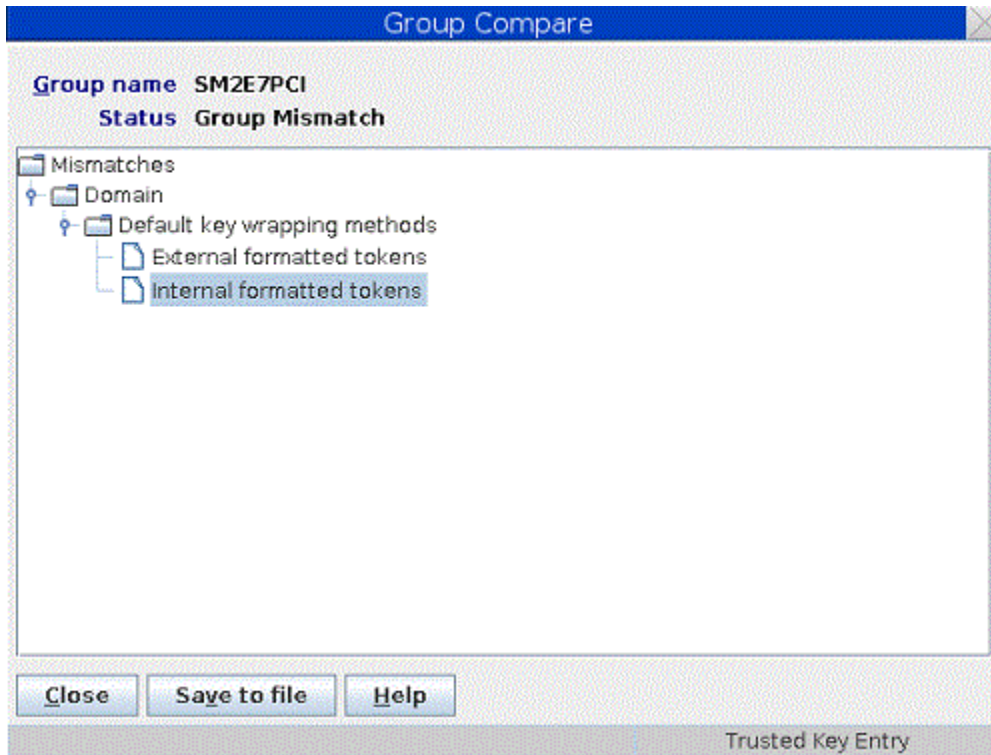 Group Compare
Group name SM2E7PCI
Status Group Mismatch
Mismatches
Domain
Default key wrapping methods
External formatted tokens
Internal formatted tokens
Close Save to file Help
Trusted Key Entry